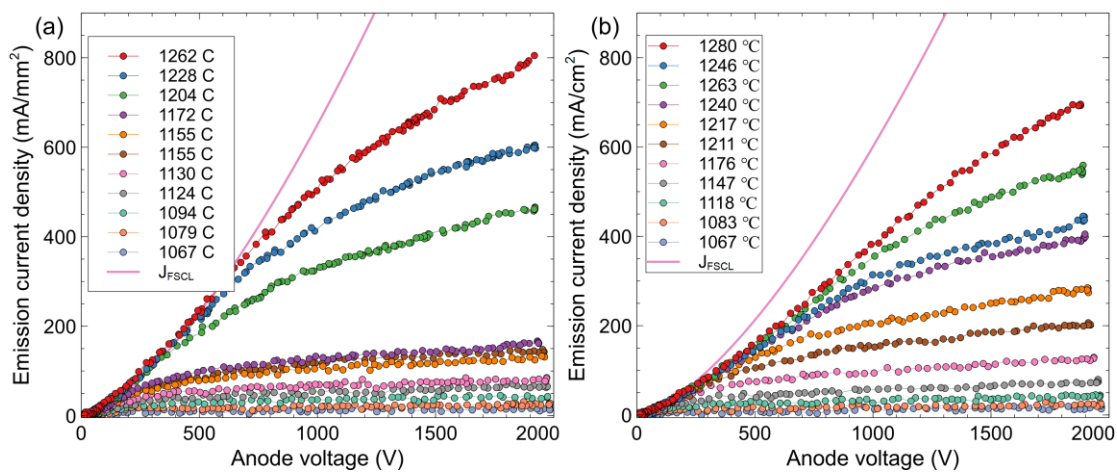 (a)
Emission current density (mA/mm²)
800
600
400
200
0
1262 C
1228 C
1204 C
1172 C
1155 C
1155 C
1130 C
1124 C
1094 C
1079 C
1067 C
JFSCL
0 500 1000 1500 2000
Anode voltage (V)
(b)
Emission current density (mA/cm²)
800
600
400
200
0
1280 ℃
1246 ℃
1263 ℃
1240 ℃
1217 ℃
1211 ℃
1176 ℃
1147 ℃
1118 ℃
1083 ℃
1067 ℃
JFSCL
0 500 1000 1500 2000
Anode voltage (V)